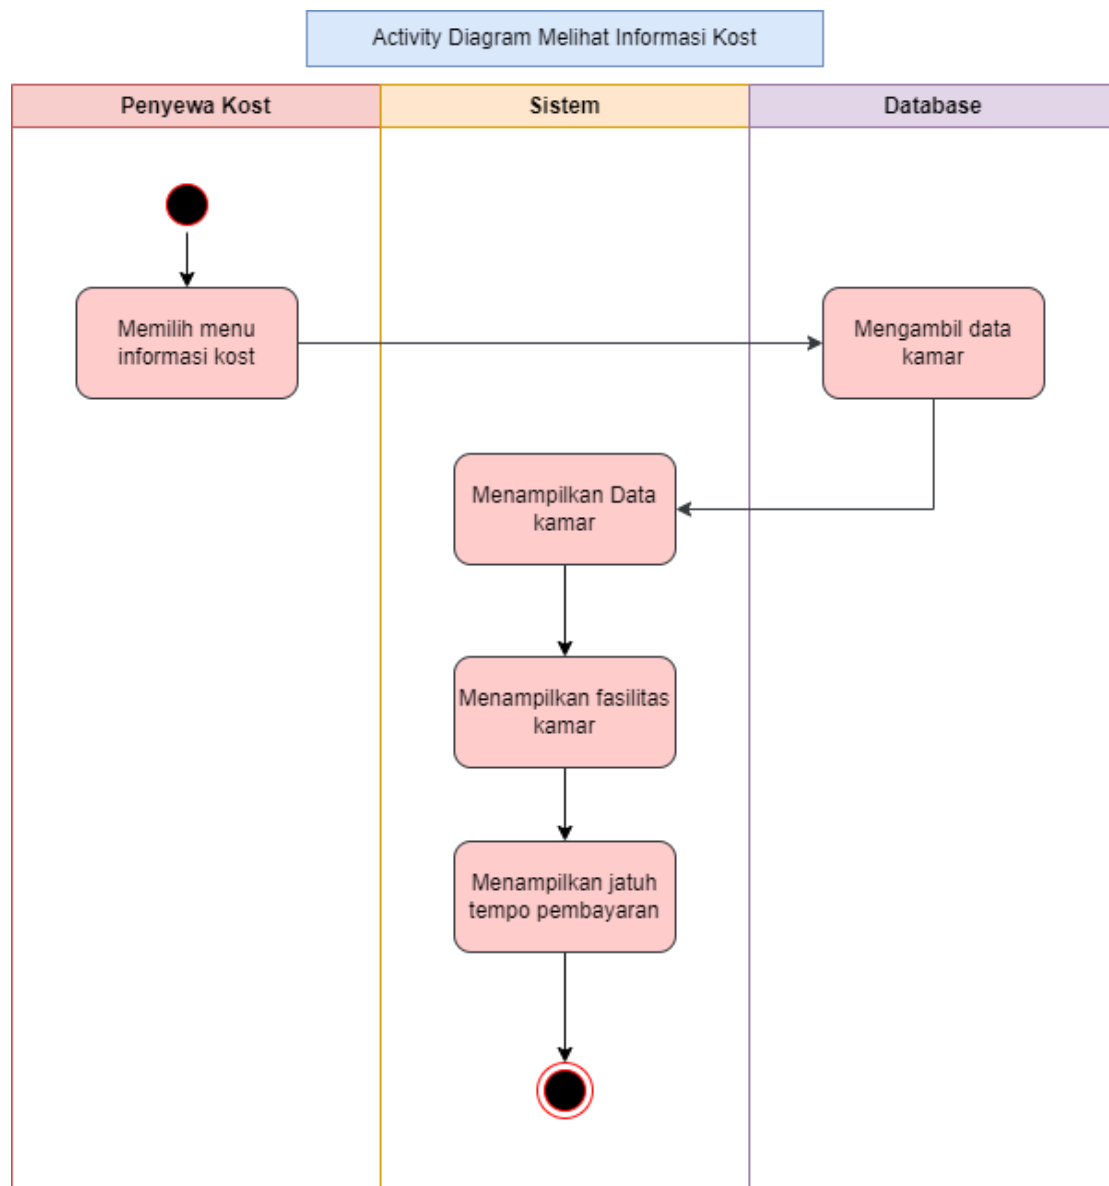 Activity Diagram Melihat Informasi Kost
Penyewa Kost
Sistem
Database
Memilih menu
informasi kost
Mengambil data
kamar
Menampilkan Data
kamar
Menampilkan fasilitas
kamar
Menampilkan jatuh
tempo pembayaran